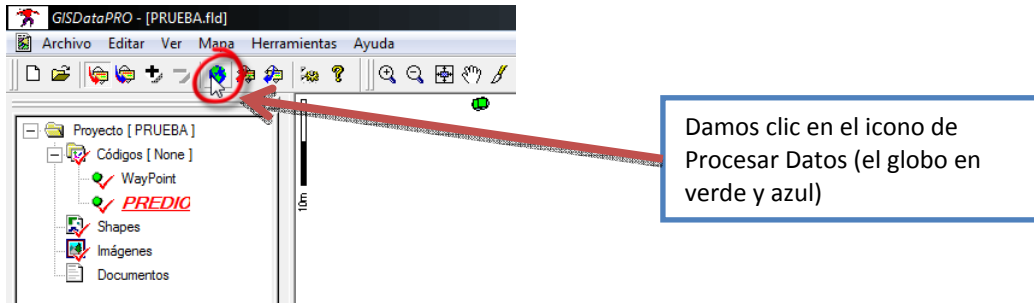 GISDataPRO - [PRUEBA.fld]
Archivo Editar Ver Mapa Herramientas Ayuda
Proyecto [ PRUEBA ]
Códigos [ None ]
WayPoint
PREDIO
Shapes
Imágenes
Documentos
10m
Damos clic en el icono de
Procesar Datos (el globo en
verde y azul)